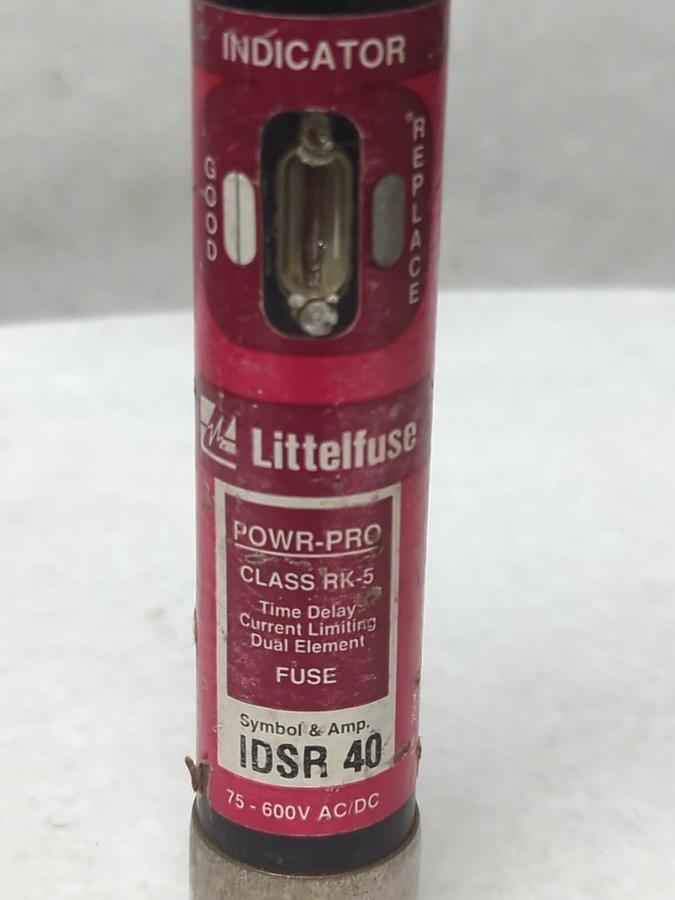 INDICATOR
GOOD
"REPLACE
Littelfuse
POWR-PRO
CLASS RK-5
Time Delay
Current Limiting
Dual Element
FUSE
Symbol & Amp.
IDSR 40
75 - 600V AC/DC